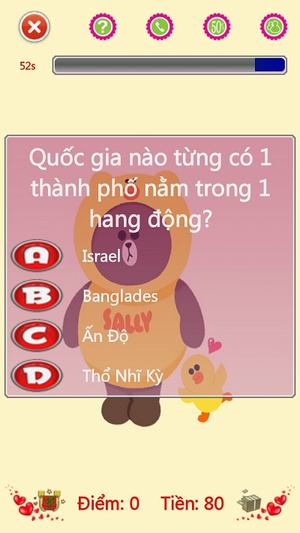 ?
50
52s
Quốc gia nào từng có 1
thành phố nằm trong 1
hang động?
A Israel
B Banglades
C Ấn Độ
D Thổ Nhĩ Kỳ
SALLY
Điểm: 0 Tiền: 80